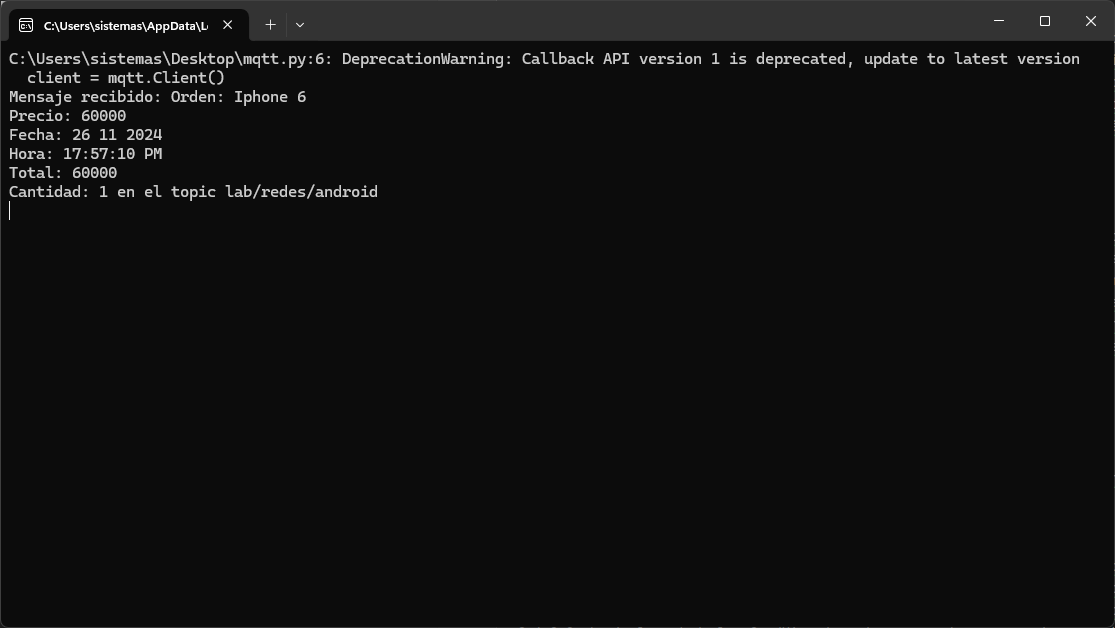 C:\Users\sistemas\AppData\L
C:\Users\sistemas\Desktop\mqtt.py:6: DeprecationWarning: Callback API version 1 is deprecated, update to latest version
client = mqtt.Client()
Mensaje recibido: Orden: Iphone 6
Precio: 60000
Fecha: 26 11 2024
Hora: 17:57:10 PM
Total: 60000
Cantidad: 1 en el topic lab/redes/android